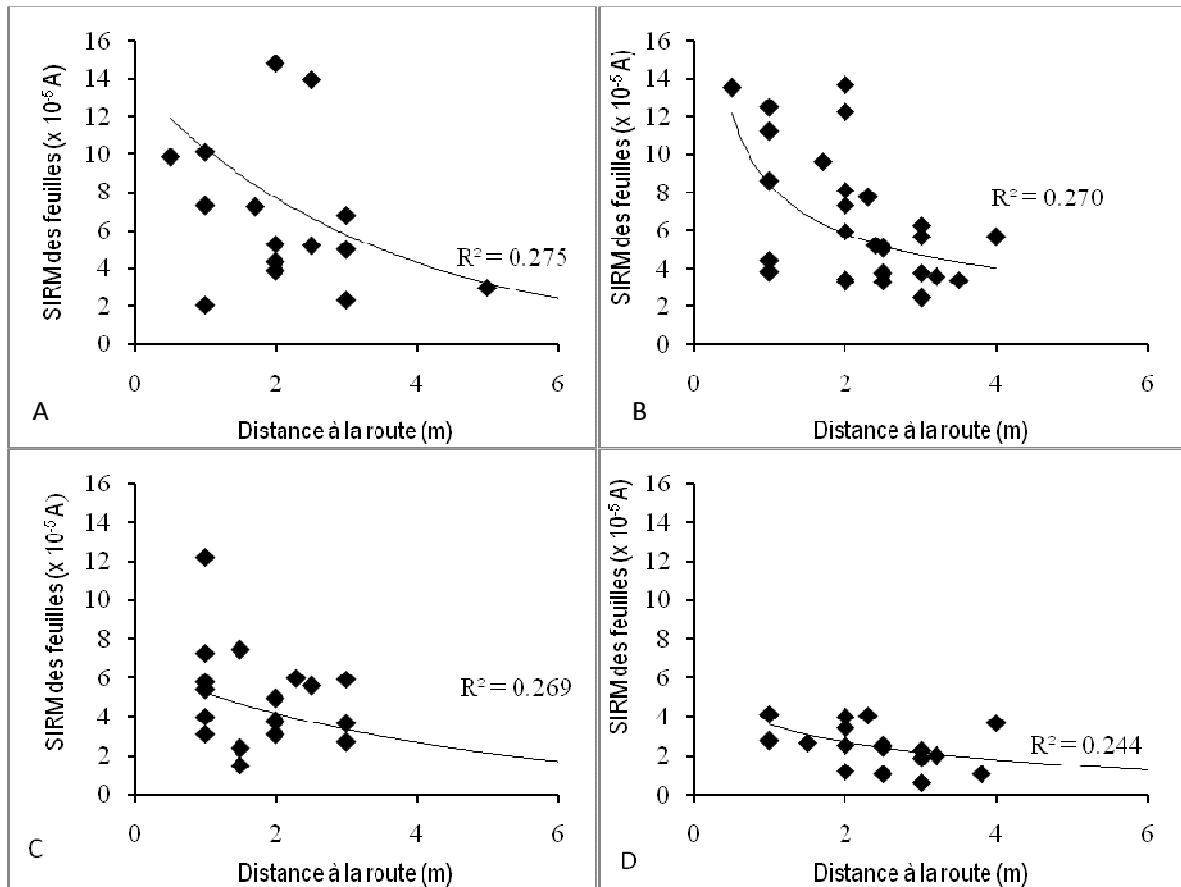 16
14
12
10
8
6
4
2
0
SIRM des feuilles (x 10⁻⁵ A)
R² = 0.275
0 2 4 6
Distance à la route (m)
A
16
14
12
10
8
6
4
2
0
SIRM des feuilles (x 10⁻⁵ A)
R² = 0.270
0 2 4 6
Distance à la route (m)
B
16
14
12
10
8
6
4
2
0
SIRM des feuilles (x 10⁻⁵ A)
R² = 0.269
0 2 4 6
Distance à la route (m)
C
16
14
12
10
8
6
4
2
0
SIRM des feuilles (x 10⁻⁵ A)
R² = 0.244
0 2 4 6
Distance à la route (m)
D